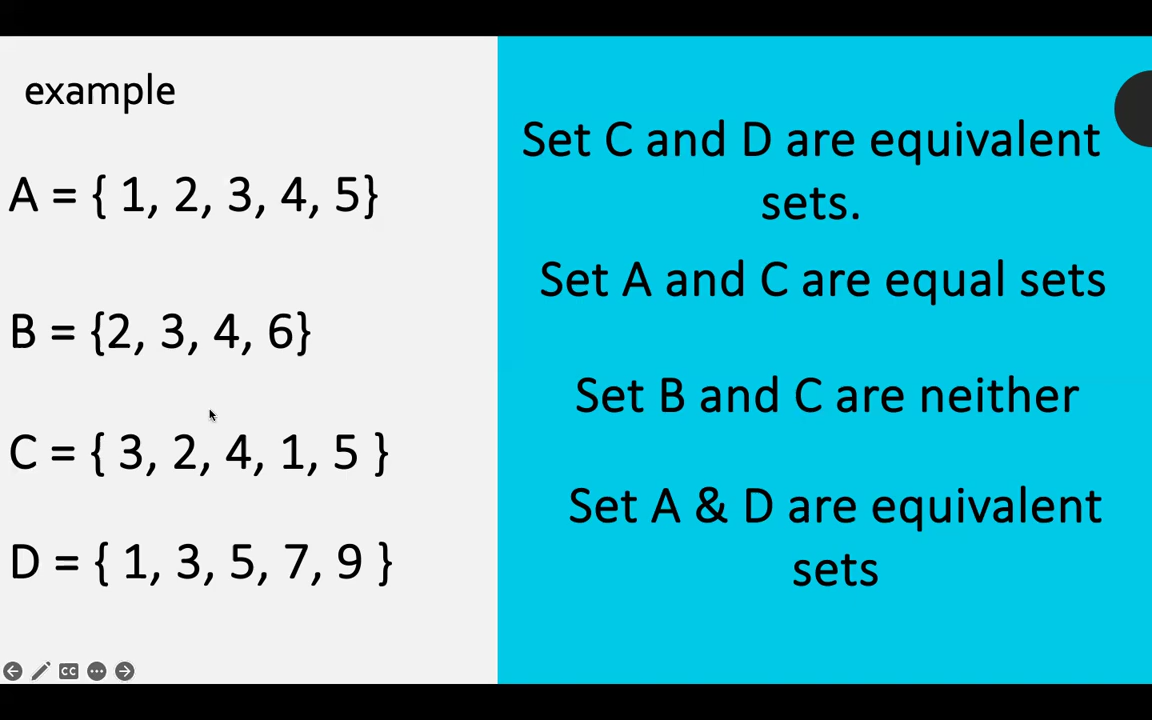 example
A = { 1, 2, 3, 4, 5}
B = {2, 3, 4, 6}
C = { 3, 2, 4, 1, 5 }
D = { 1, 3, 5, 7, 9 }
Set C and D are equivalent
sets.
Set A and C are equal sets
Set B and C are neither
Set A & D are equivalent
sets
CC